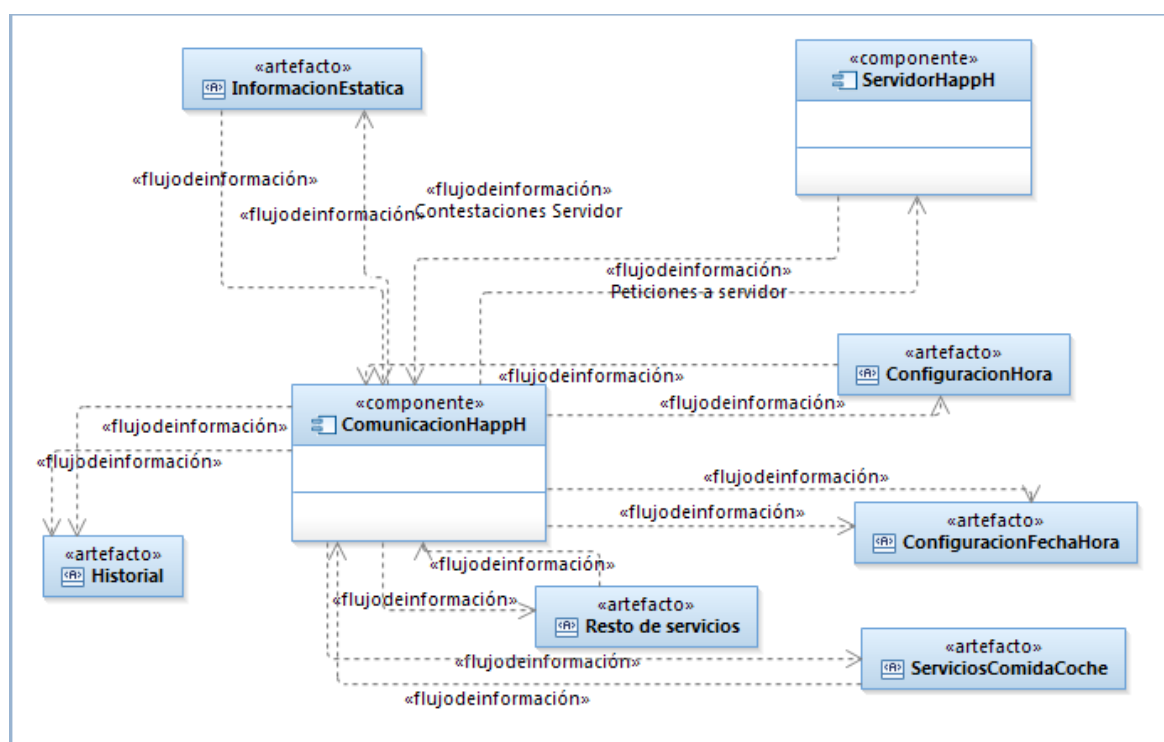 «artefacto»
InformacionEstatica
«componente»
ServidorHappH
«flujodeinformación»
«flujodeinformación»
«flujodeinformación»
Contestaciones Servidor
«flujodeinformación»
Peticiones a servidor
«artefacto»
ConfiguracionHora
«flujodeinformación»
«flujodeinformación»
«componente»
ComunicacionHappH
«flujodeinformación»
«flujodeinformación»
«flujodeinformación»
«flujodeinformación»
«artefacto»
ConfiguracionFechaHora
«artefacto»
Historial
«flujodeinformación»
«flujodeinformación»
«artefacto»
Resto de servicios
«artefacto»
ServiciosComidaCoche
«flujodeinformación»
«flujodeinformación»